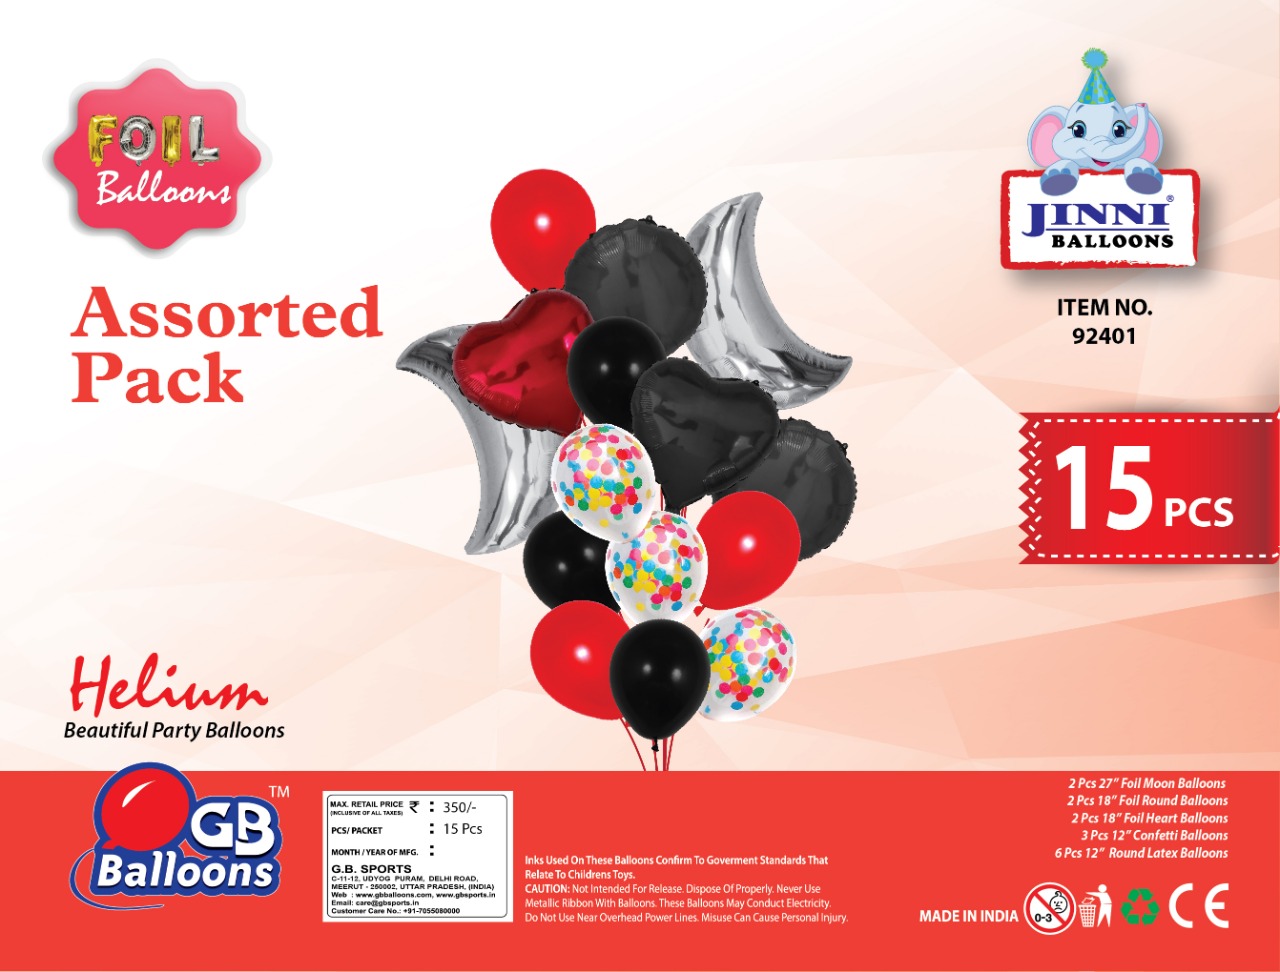 FOIL
Balloons
JINNI®
BALLOONS
Assorted
Pack
ITEM NO.
92401
15 PCS
Helium
Beautiful Party Balloons
GB
Balloons
TM
MAX. RETAIL PRICE ₹ : 350/-
(INCLUSIVE OF ALL TAXES)
PCS/ PACKET : 15 Pcs
MONTH / YEAR OF MFG. :
G.B. SPORTS
C-11-12, UDYOG PURAM, DELHI ROAD,
MEERUT - 250002, UTTAR PRADESH, (INDIA)
Web : www.gbballoons.com, www.gbsports.in
Email: care@gbsports.in
Customer Care No.: +91-7055080000
Inks Used On These Balloons Confirm To Goverment Standards That
Relate To Childrens Toys.
CAUTION: Not Intended For Release. Dispose Of Properly. Never Use
Metallic Ribbon With Balloons. These Balloons May Conduct Electricity.
Do Not Use Near Overhead Power Lines. Misuse Can Cause Personal Injury.
2 Pcs 27” Foil Moon Balloons
2 Pcs 18” Foil Round Balloons
2 Pcs 18” Foil Heart Balloons
3 Pcs 12” Confetti Balloons
6 Pcs 12” Round Latex Balloons
MADE IN INDIA
0-3
CE